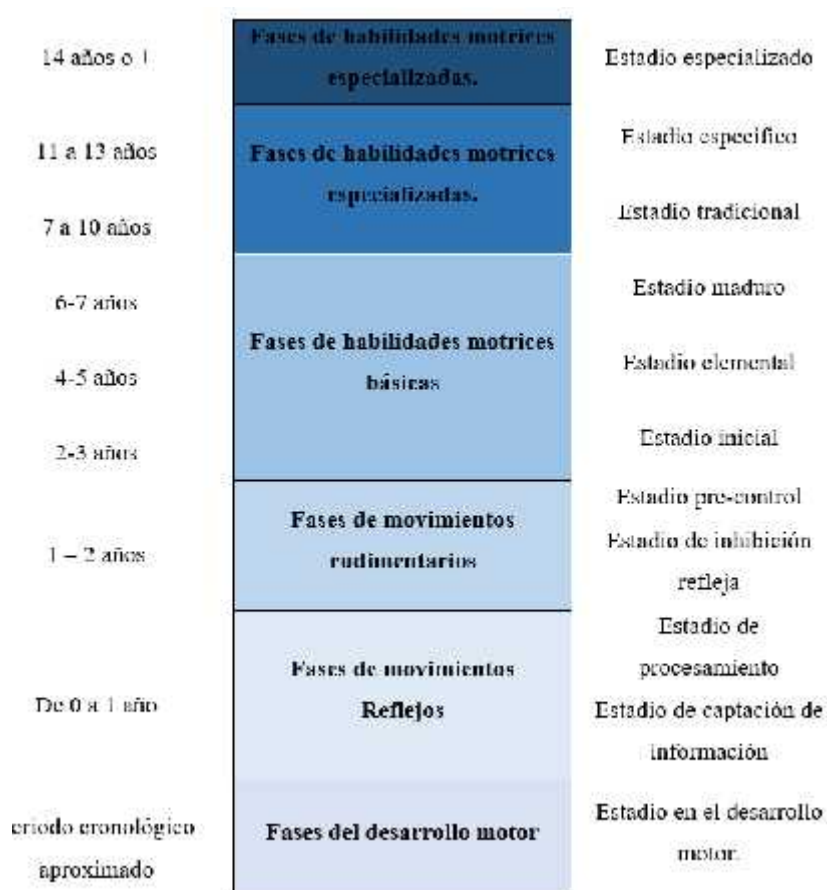 14 años o +
Fases de habilidades motrices
especializadas.
Estadio especializado
11 a 13 años
Fases de habilidades motrices
especializadas.
Estadio especifico
7 a 10 años
Estadio tradicional
6-7 años
Fases de habilidades motrices
básicas
Estadio maduro
4-5 años
Estadio elemental
2-3 años
Estadio inicial
1 – 2 años
Fases de movimientos
rudimentarios
Estadio pre-control
Estadio de inhibición
refleja
De 0 a 1 año
Fases de movimientos
Reflejos
Estadio de
procesamiento
Estadio de captación de
información
eriodo cronológico
aproximado
Fases del desarrollo motor
Estadio en el desarrollo
motor.